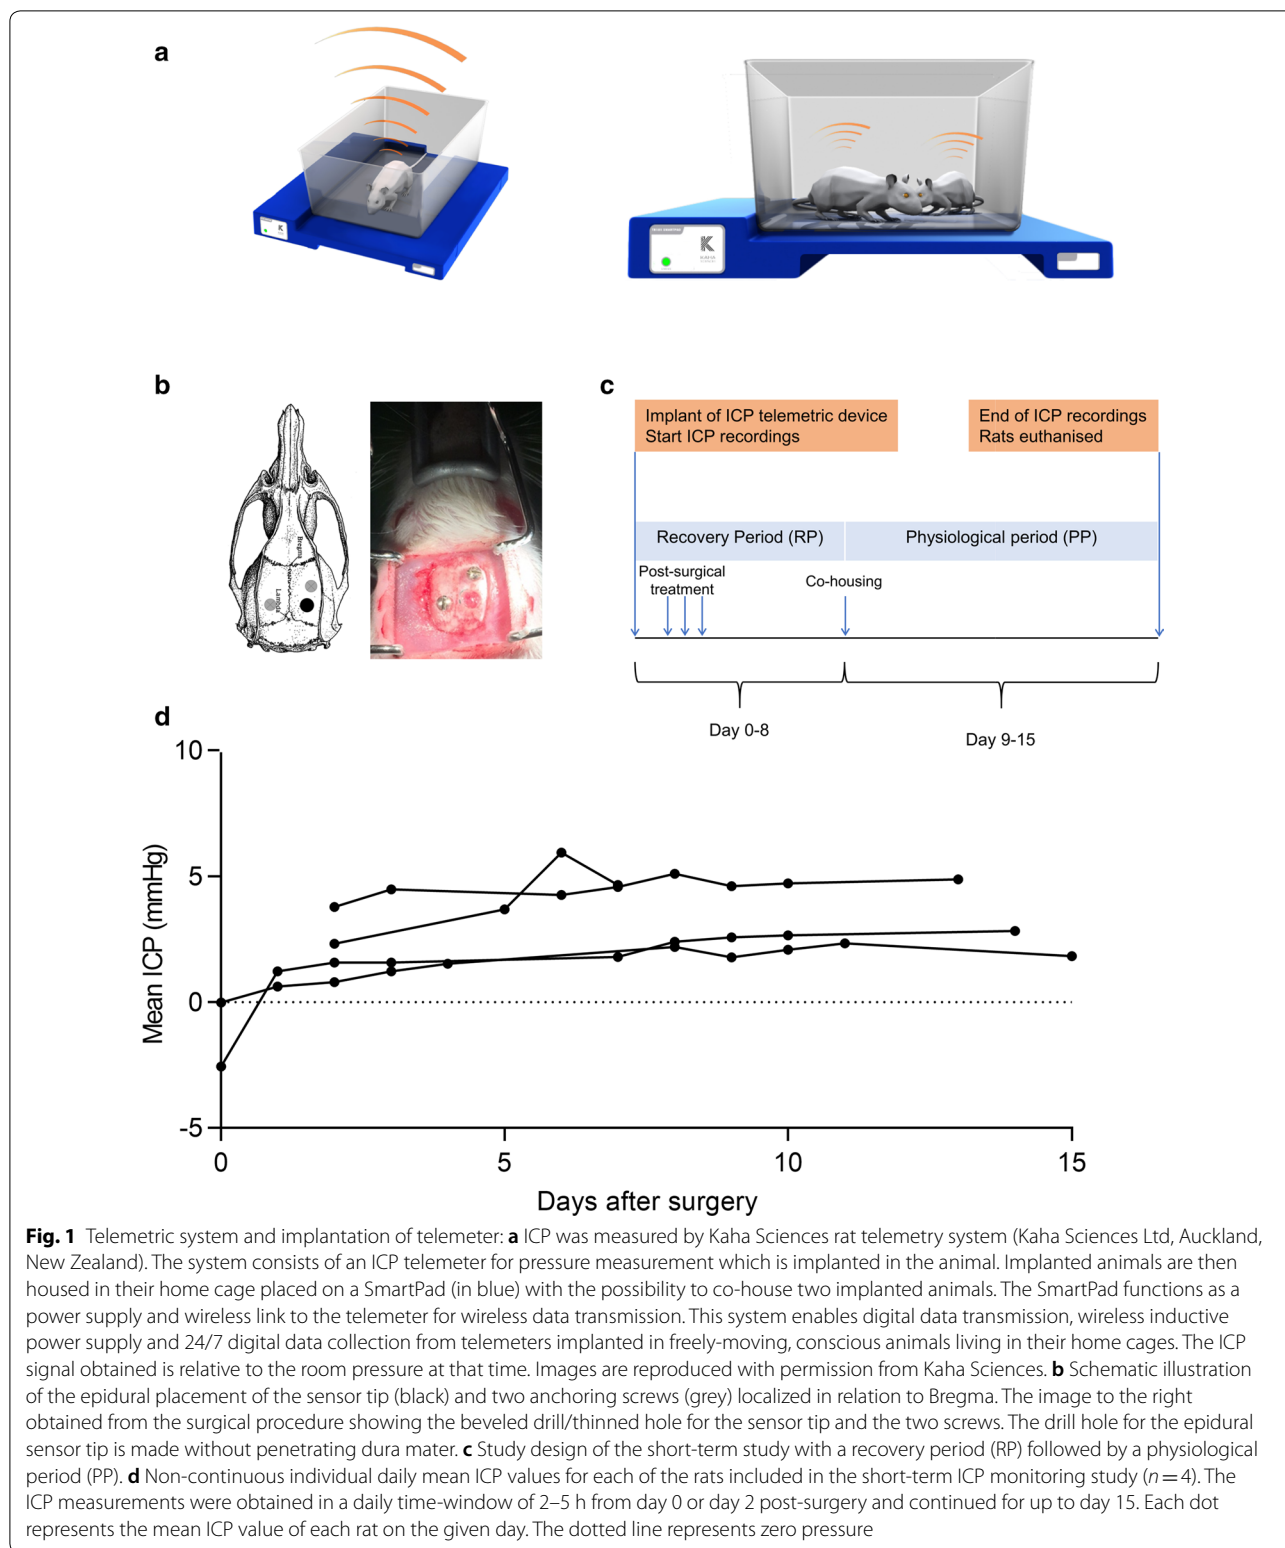 a
K
KAHA
b
Bregma
Lambda
c
Implant of ICP telemetric device
Start ICP recordings
End of ICP recordings
Rats euthanised
Recovery Period (RP)
Physiological period (PP)
Post-surgical
treatment
Co-housing
Day 0-8
Day 9-15
d
10
5
0
-5
Mean ICP (mmHg)
0
5
10
15
Days after surgery
Fig. 1 Telemetric system and implantation of telemeter: a ICP was measured by Kaha Sciences rat telemetry system (Kaha Sciences Ltd, Auckland,
New Zealand). The system consists of an ICP telemeter for pressure measurement which is implanted in the animal. Implanted animals are then
housed in their home cage placed on a SmartPad (in blue) with the possibility to co-house two implanted animals. The SmartPad functions as a
power supply and wireless link to the telemeter for wireless data transmission. This system enables digital data transmission, wireless inductive
power supply and 24/7 digital data collection from telemeters implanted in freely-moving, conscious animals living in their home cages. The ICP
signal obtained is relative to the room pressure at that time. Images are reproduced with permission from Kaha Sciences. b Schematic illustration
of the epidural placement of the sensor tip (black) and two anchoring screws (grey) localized in relation to Bregma. The image to the right
obtained from the surgical procedure showing the beveled drill/thinned hole for the sensor tip and the two screws. The drill hole for the epidural
sensor tip is made without penetrating dura mater. c Study design of the short-term study with a recovery period (RP) followed by a physiological
period (PP). d Non-continuous individual daily mean ICP values for each of the rats included in the short-term ICP monitoring study (n = 4). The
ICP measurements were obtained in a daily time-window of 2–5 h from day 0 or day 2 post-surgery and continued for up to day 15. Each dot
represents the mean ICP value of each rat on the given day. The dotted line represents zero pressure